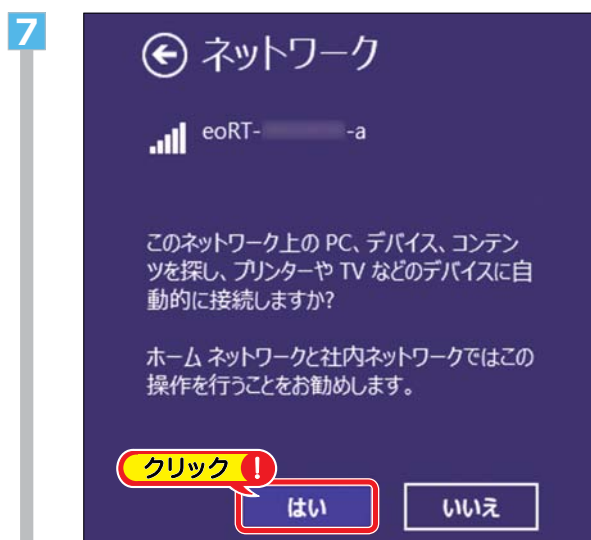 7
ネットワーク
eoRT- -a
このネットワーク上の PC、デバイス、コンテン
ツを探し、プリンターや TV などのデバイスに自
動的に接続しますか?
ホーム ネットワークと社内ネットワークではこの
操作を行うことをお勧めします。
クリック !
はい
いいえ